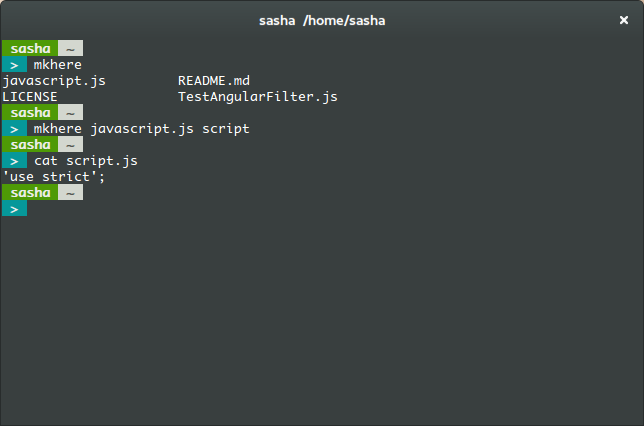 sasha /home/sasha
sasha ~
> mkhere
javascript.js README.md
LICENSE TestAngularFilter.js
sasha ~
> mkhere javascript.js script
sasha ~
> cat script.js
'use strict';
sasha ~
>